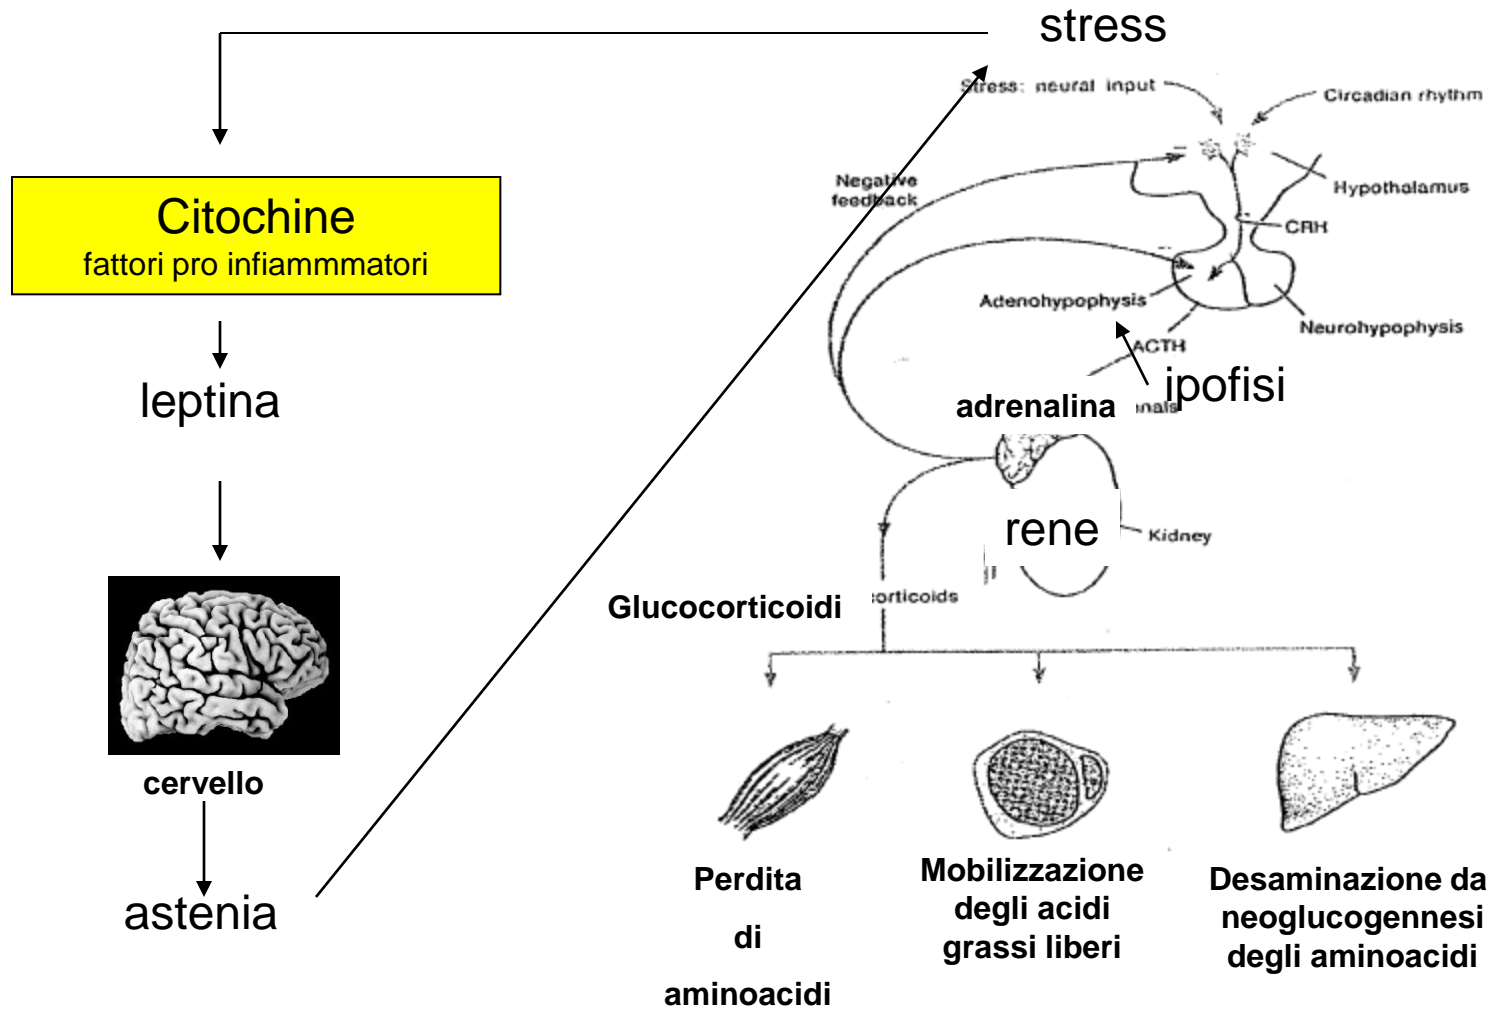 stress
Stress: neural input
Circadian rhythm
Negative
feedback
Hypothalamus
CRH
Citochine
fattori pro infiammmatori
Adenohypophysis
Neurohypophysis
ACTH
leptina
ipofisi
adrenalina
nals
rene
Kidney
Glucocorticoidi
corticoids
cervello
Perdita
di
aminoacidi
Mobilizzazione
degli acidi
grassi liberi
Desaminazione da
neoglucogennesi
degli aminoacidi
astenia